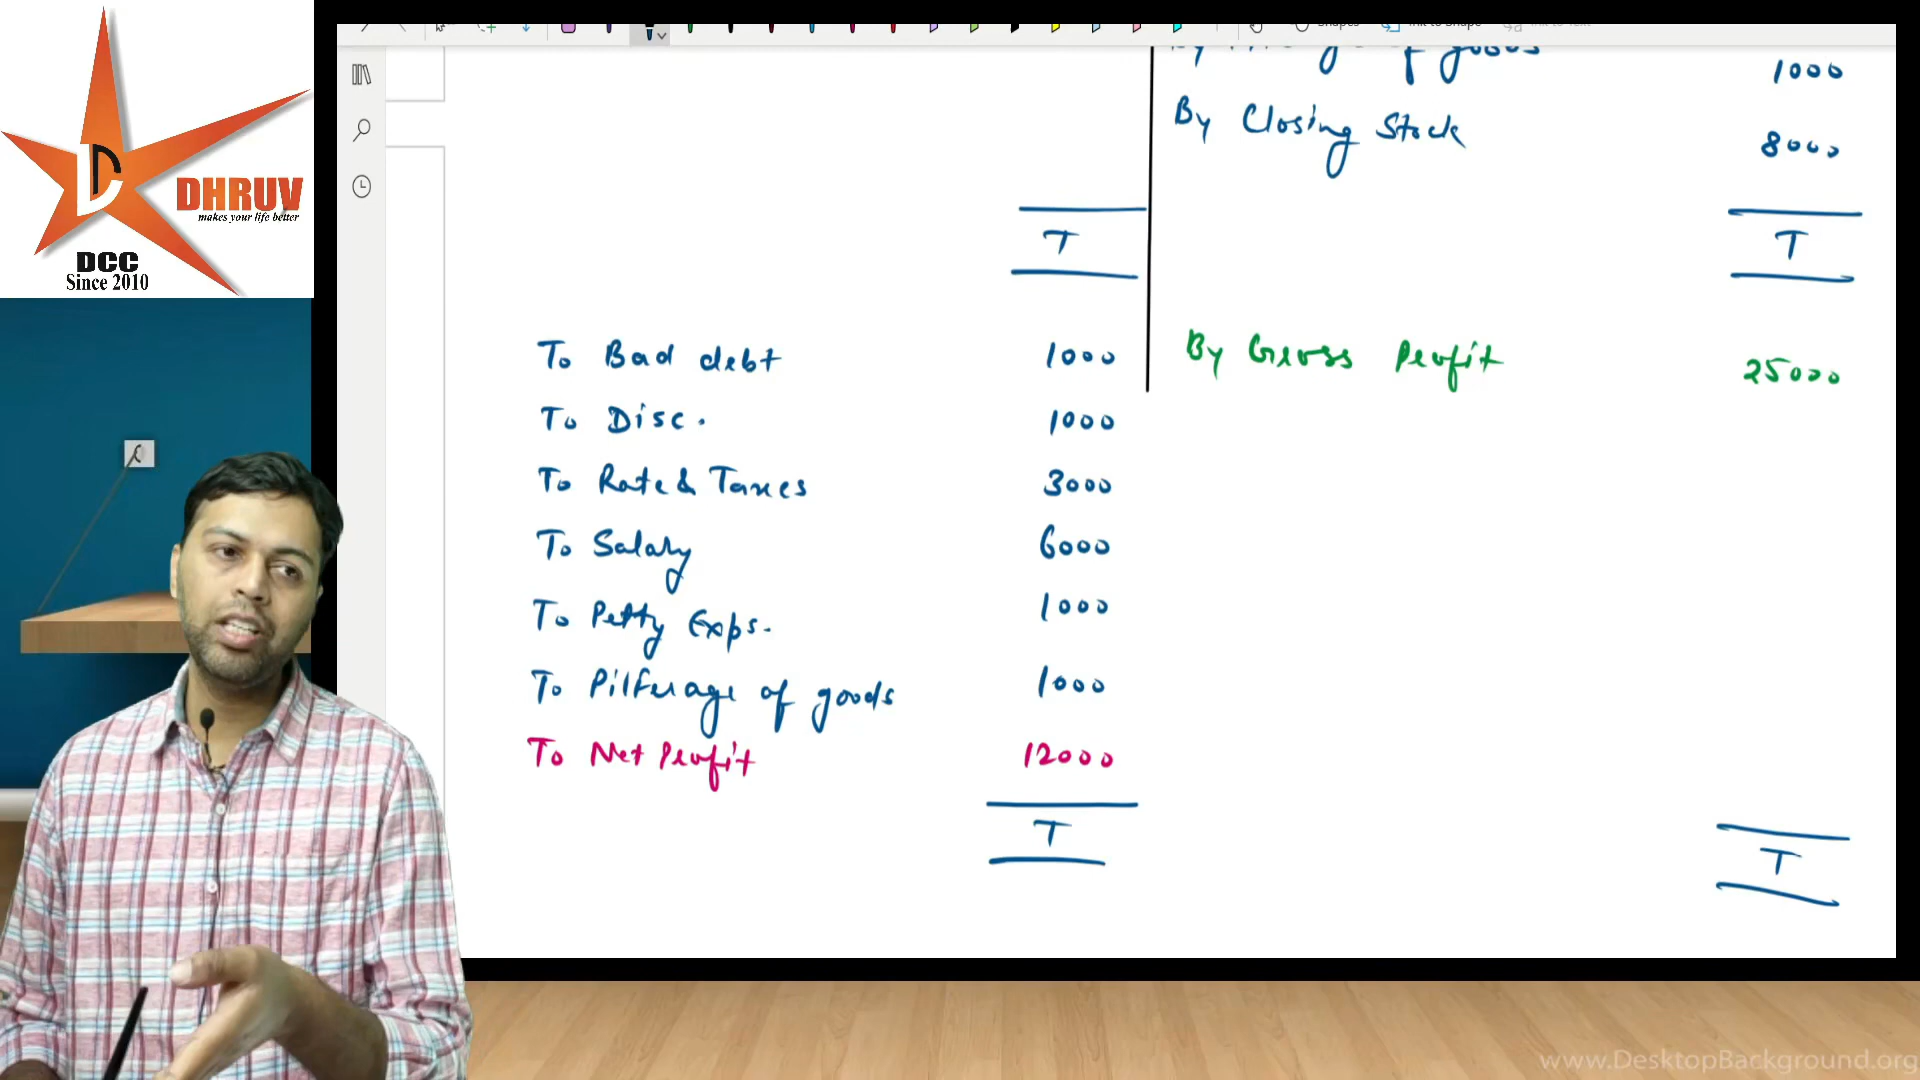 DHRUV
makes your life better
DCC
Since 2010
of goods 1000
By Closing Stock 8000
T T
To Bad debt 1000 By Gross Profit 25000
To Disc. 1000
To Rate & Taxes 3000
To Salary 6000
To Petty Exps. 1000
To Pilferage of goods 1000
To Net Profit 12000
T T
www.DesktopBackground.org